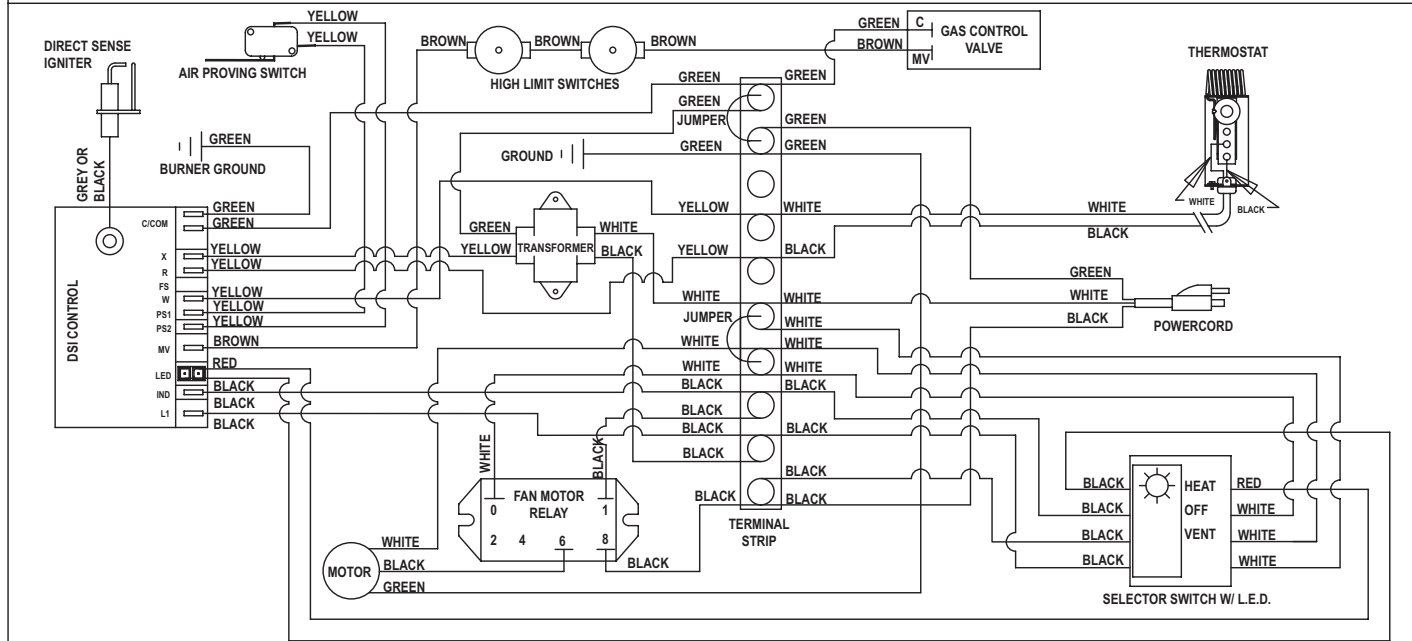 YELLOW
YELLOW
AIR PROVING SWITCH
DIRECT SENSE
IGNITER
GREY OR
BLACK
GREEN
BURNER GROUND
BROWN
BROWN
BROWN
HIGH LIMIT SWITCHES
GREEN
BROWN
C
MV
GAS CONTROL
VALVE
THERMOSTAT
WHITE
BLACK
GREEN
GREEN
GREEN
JUMPER
GREEN
GROUND
GREEN
GREEN
DSI CONTROL
C/COM
X
R
FS
W
PS1
PS2
MV
LED
IND
L1
GREEN
GREEN
YELLOW
YELLOW
YELLOW
YELLOW
YELLOW
BROWN
RED
BLACK
BLACK
BLACK
GREEN
YELLOW
TRANSFORMER
WHITE
BLACK
YELLOW
WHITE
WHITE
BLACK
YELLOW
BLACK
GREEN
WHITE
BLACK
POWERCORD
WHITE
WHITE
JUMPER
WHITE
WHITE
WHITE
WHITE
WHITE
BLACK
BLACK
BLACK
BLACK
BLACK
BLACK
BLACK
BLACK
BLACK
TERMINAL
STRIP
WHITE
BLACK
FAN MOTOR
RELAY
0
1
2
4
6
8
BLACK
MOTOR
WHITE
BLACK
GREEN
BLACK
BLACK
BLACK
BLACK
HEAT
OFF
VENT
RED
WHITE
WHITE
WHITE
SELECTOR SWITCH W/ L.E.D.